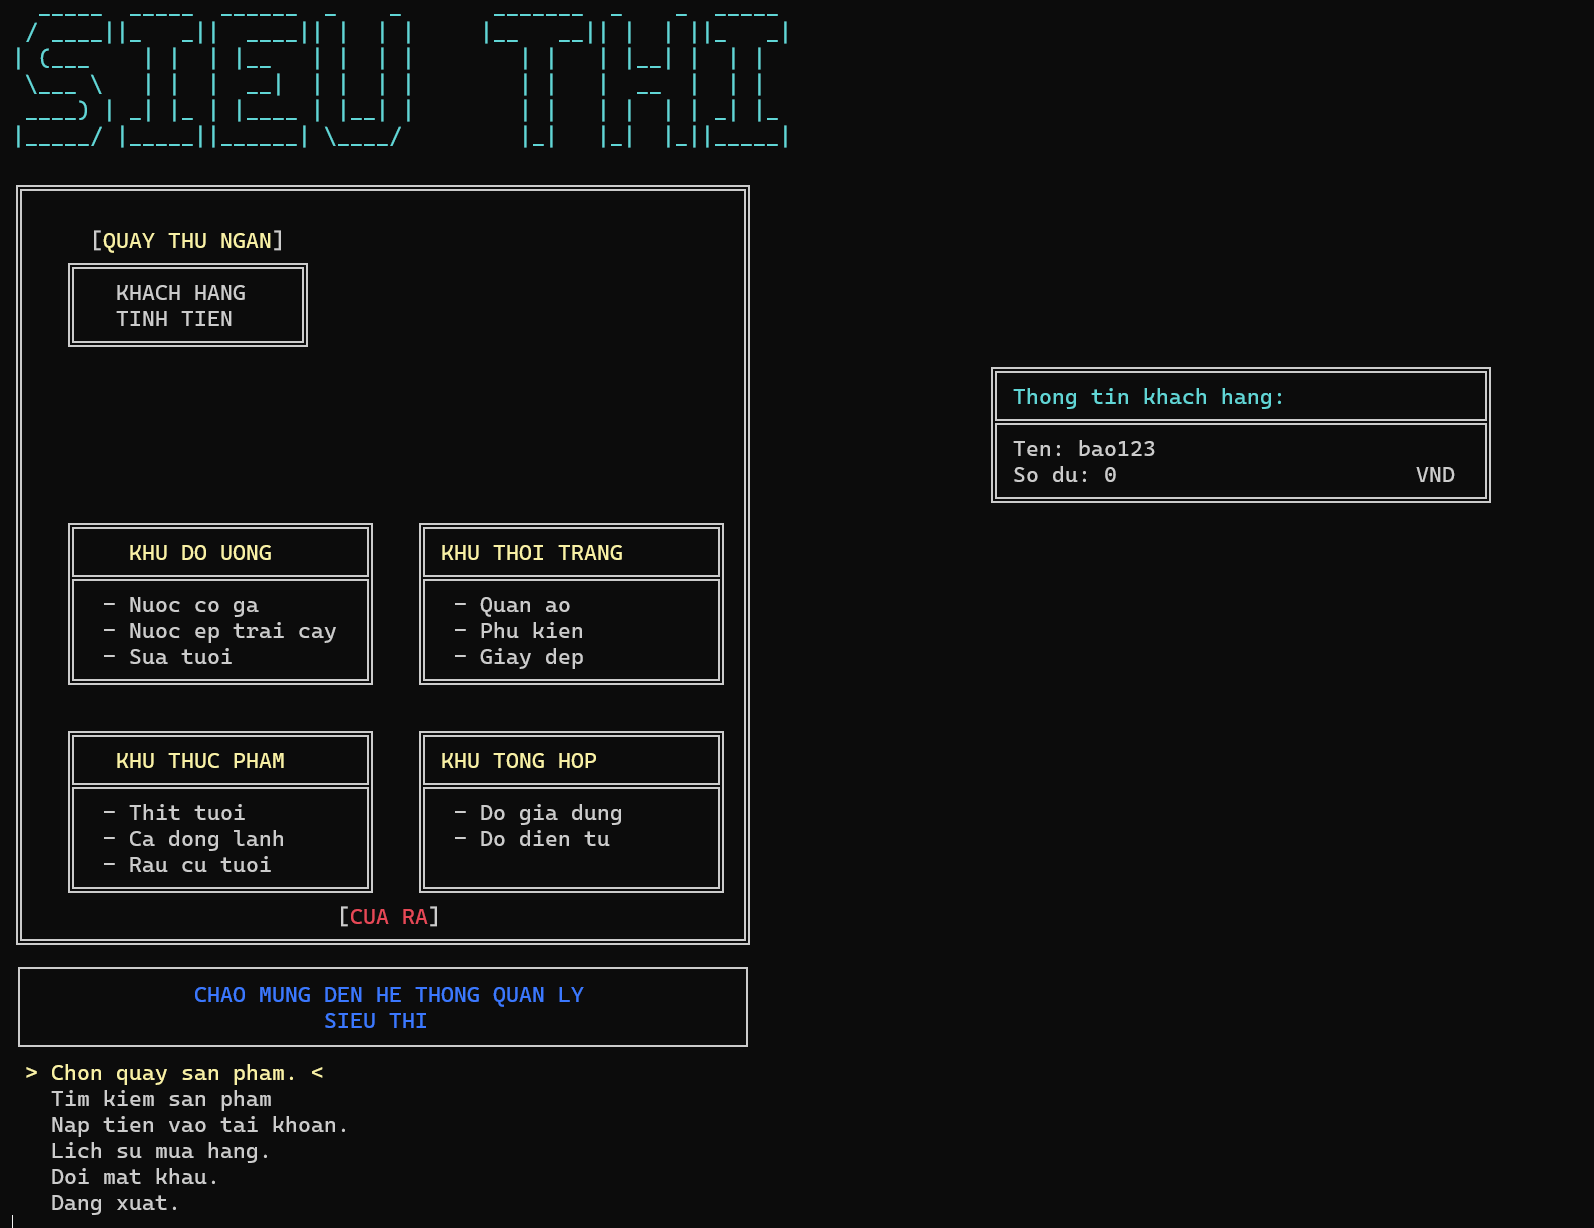 SIEU THI
[QUAY THU NGAN]
KHACH HANG
TINH TIEN
Thong tin khach hang:
Ten: bao123
So du: 0 VND
KHU DO UONG
- Nuoc co ga
- Nuoc ep trai cay
- Sua tuoi
KHU THOI TRANG
- Quan ao
- Phu kien
- Giay dep
KHU THUC PHAM
- Thit tuoi
- Ca dong lanh
- Rau cu tuoi
KHU TONG HOP
- Do gia dung
- Do dien tu
[CUA RA]
CHAO MUNG DEN HE THONG QUAN LY
SIEU THI
> Chon quay san pham. <
Tim kiem san pham
Nap tien vao tai khoan.
Lich su mua hang.
Doi mat khau.
Dang xuat.